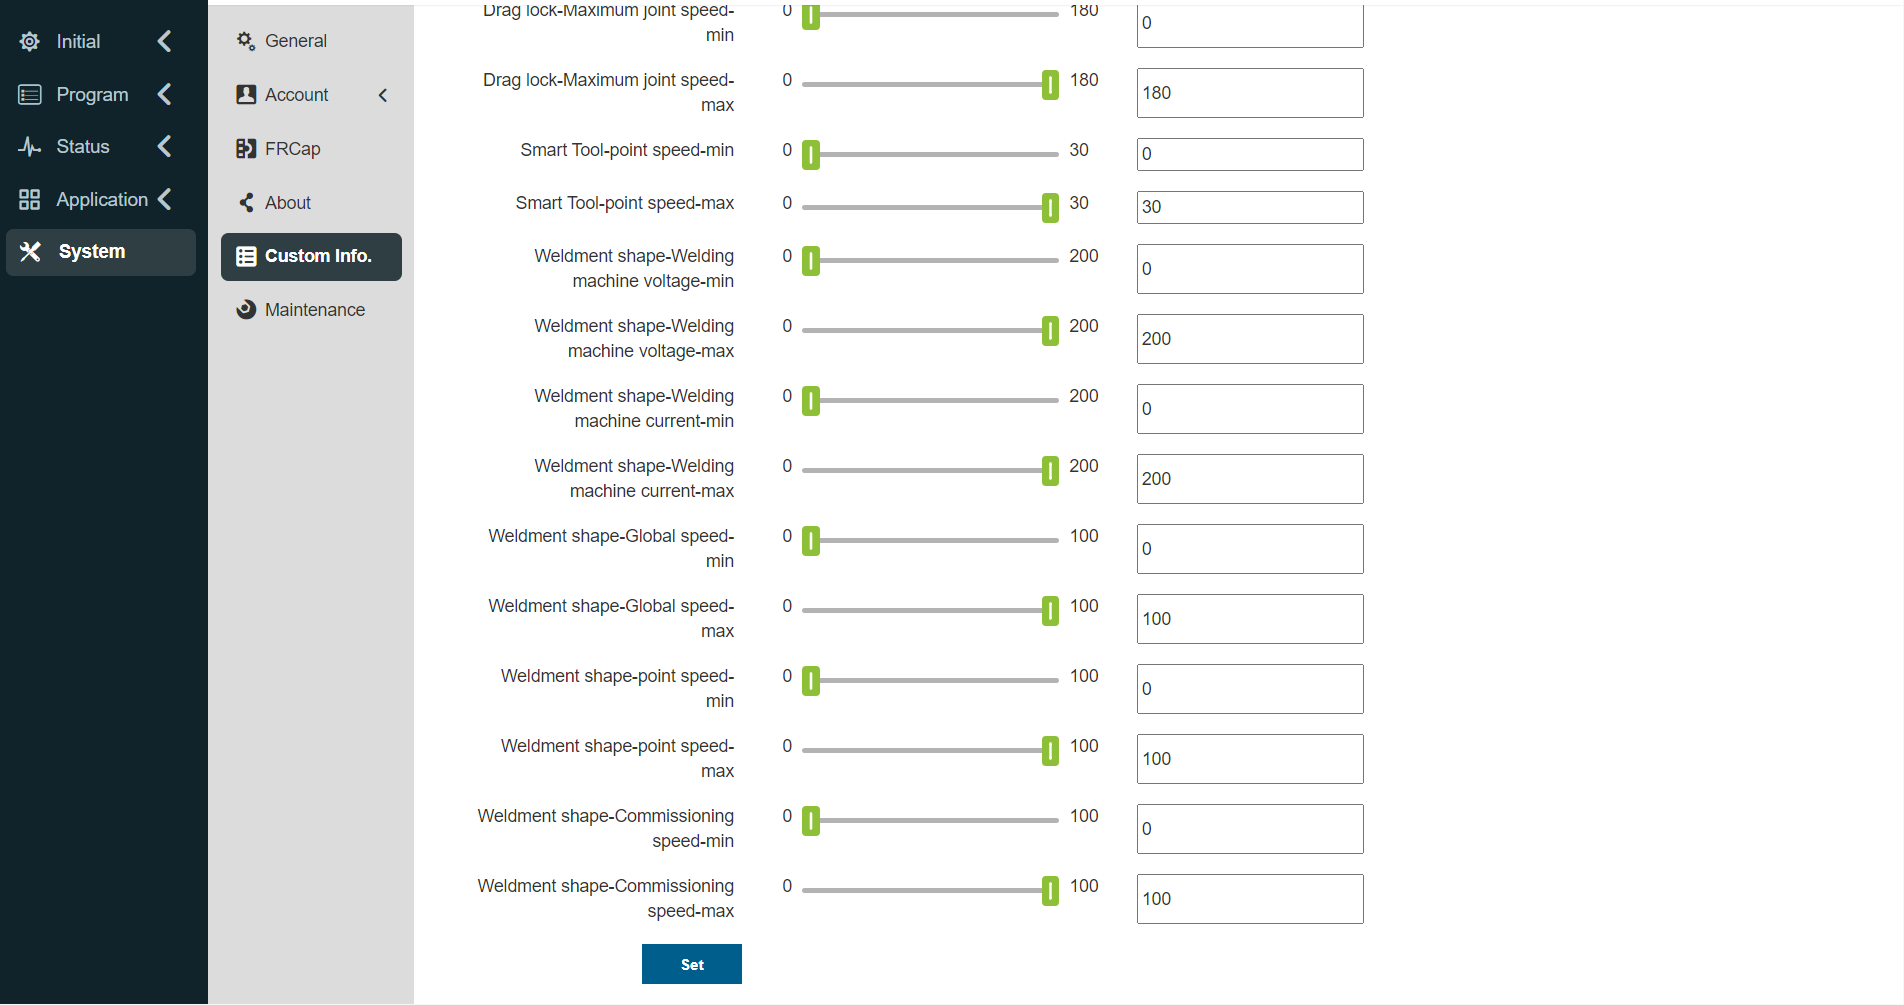 Initial
Program
Status
Application
System
General
Account
FRCap
About
Custom Info.
Maintenance
Drag lock-Maximum joint speed-
min
0
180
0
Drag lock-Maximum joint speed-
max
0
180
180
Smart Tool-point speed-min
0
30
0
Smart Tool-point speed-max
0
30
30
Weldment shape-Welding
machine voltage-min
0
200
0
Weldment shape-Welding
machine voltage-max
0
200
200
Weldment shape-Welding
machine current-min
0
200
0
Weldment shape-Welding
machine current-max
0
200
200
Weldment shape-Global speed-
min
0
100
0
Weldment shape-Global speed-
max
0
100
100
Weldment shape-point speed-
min
0
100
0
Weldment shape-point speed-
max
0
100
100
Weldment shape-Commissioning
speed-min
0
100
0
Weldment shape-Commissioning
speed-max
0
100
100
Set